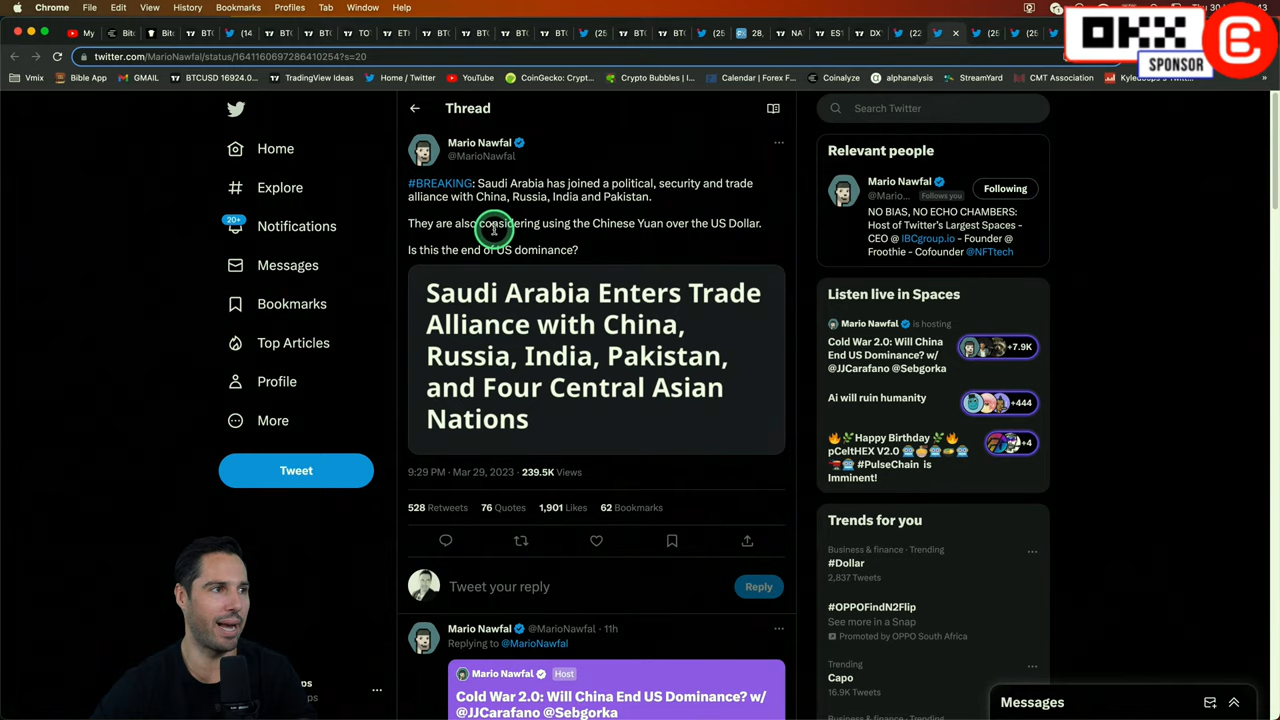 Chrome File Edit View History Bookmarks Profiles Tab Window Help
twitter.com/MarioNawfal/status/1641160697286410254?s=20
OKX
SPONSOR
Vmix Bible App GMAIL BTCUSD 16924.0... TradingView Ideas Home / Twitter YouTube CoinGecko: Crypt... Crypto Bubbles | ... Calendar | Forex F... Coinalyze alphanalysis StreamYard CMT Association Kyledoops's Twit...
Home
Explore
20+
Notifications
Messages
Bookmarks
Top Articles
Profile
More
Tweet
Thread
Mario Nawfal
@MarioNawfal
#BREAKING: Saudi Arabia has joined a political, security and trade
alliance with China, Russia, India and Pakistan.
They are also considering using the Chinese Yuan over the US Dollar.
Is this the end of US dominance?
Saudi Arabia Enters Trade
Alliance with China,
Russia, India, Pakistan,
and Four Central Asian
Nations
9:29 PM · Mar 29, 2023 · 239.5K Views
528 Retweets 76 Quotes 1,901 Likes 62 Bookmarks
Tweet your reply
Reply
Mario Nawfal @MarioNawfal · 11h
Replying to @MarioNawfal
Mario Nawfal Host
Cold War 2.0: Will China End US Dominance? w/
@JJCarafano @Sebgorka
Search Twitter
Relevant people
Mario Nawfal
@Mario... Follows you
Following
NO BIAS, NO ECHO CHAMBERS:
Host of Twitter's Largest Spaces -
CEO @ IBCgroup.io - Founder @
Froothie - Cofounder @NFTtech
Listen live in Spaces
Mario Nawfal is hosting
Cold War 2.0: Will China
End US Dominance? w/
@JJCarafano @Sebgorka
+7.9K
Ai will ruin humanity
+444
🔥🌿Happy Birthday 🌿🔥
pCeltHEX V2.0
#PulseChain is
Imminent!
+4
Trends for you
Business & finance · Trending
#Dollar
2,837 Tweets
#OPPOFindN2Flip
See more in a Snap
Promoted by OPPO South Africa
Trending
Capo
16.9K Tweets
Messages